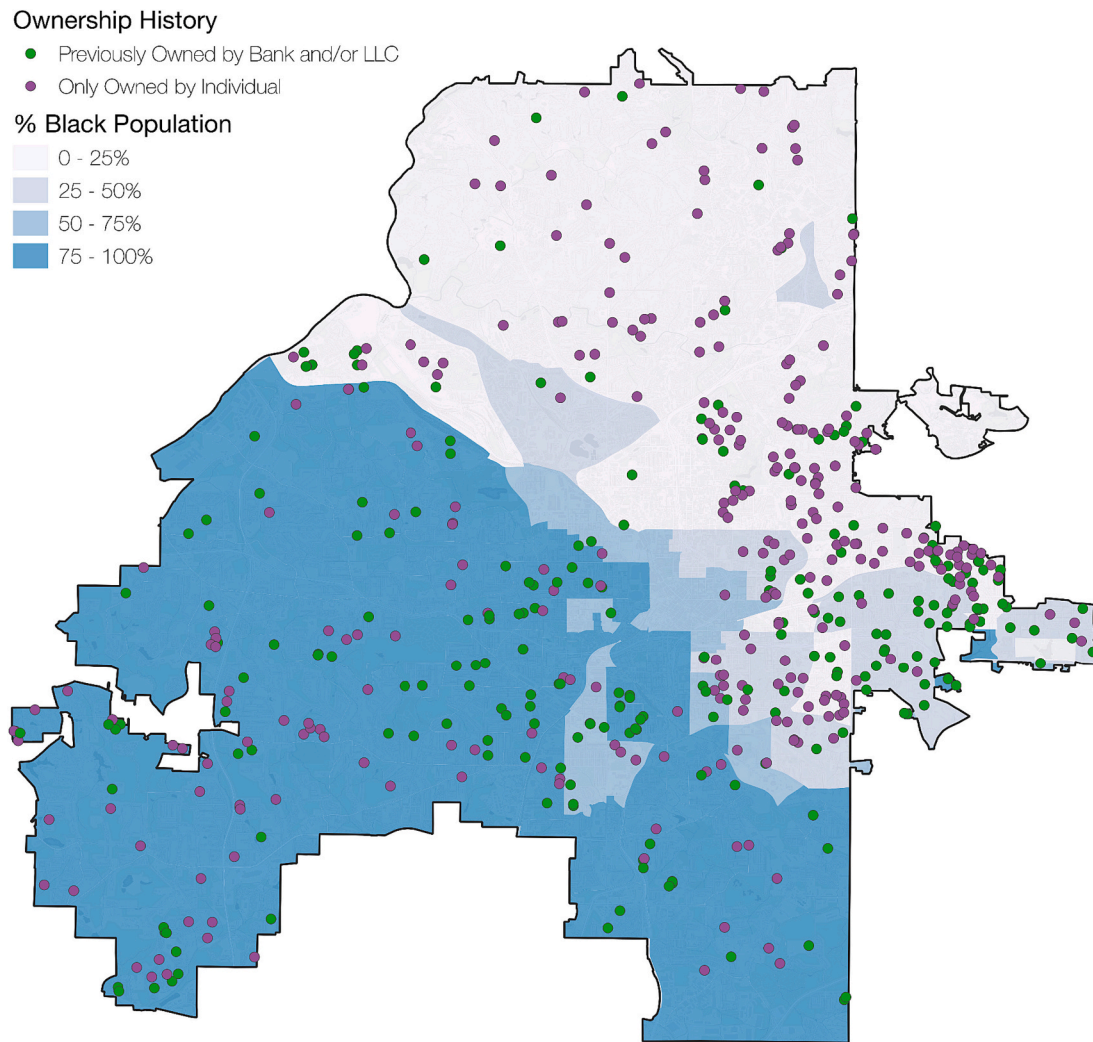 Ownership History
Previously Owned by Bank and/or LLC
Only Owned by Individual
% Black Population
0 - 25%
25 - 50%
50 - 75%
75 - 100%